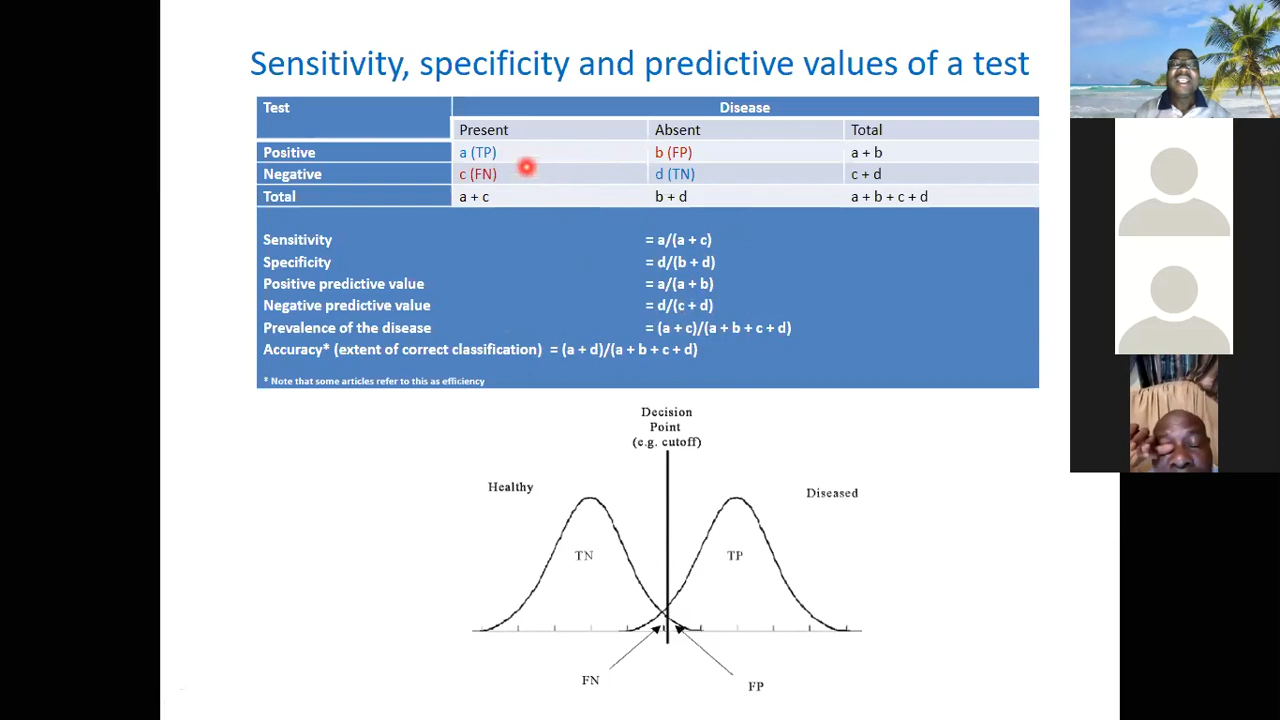 Sensitivity, specificity and predictive values of a test
Test Disease
Present Absent Total
Positive a (TP) b (FP) a + b
Negative c (FN) d (TN) c + d
Total a + c b + d a + b + c + d
Sensitivity = a/(a + c)
Specificity = d/(b + d)
Positive predictive value = a/(a + b)
Negative predictive value = d/(c + d)
Prevalence of the disease = (a + c)/(a + b + c + d)
Accuracy* (extent of correct classification) = (a + d)/(a + b + c + d)
* Note that some articles refer to this as efficiency
Decision
Point
(e.g. cutoff)
Healthy Diseased
TN TP
FN FP